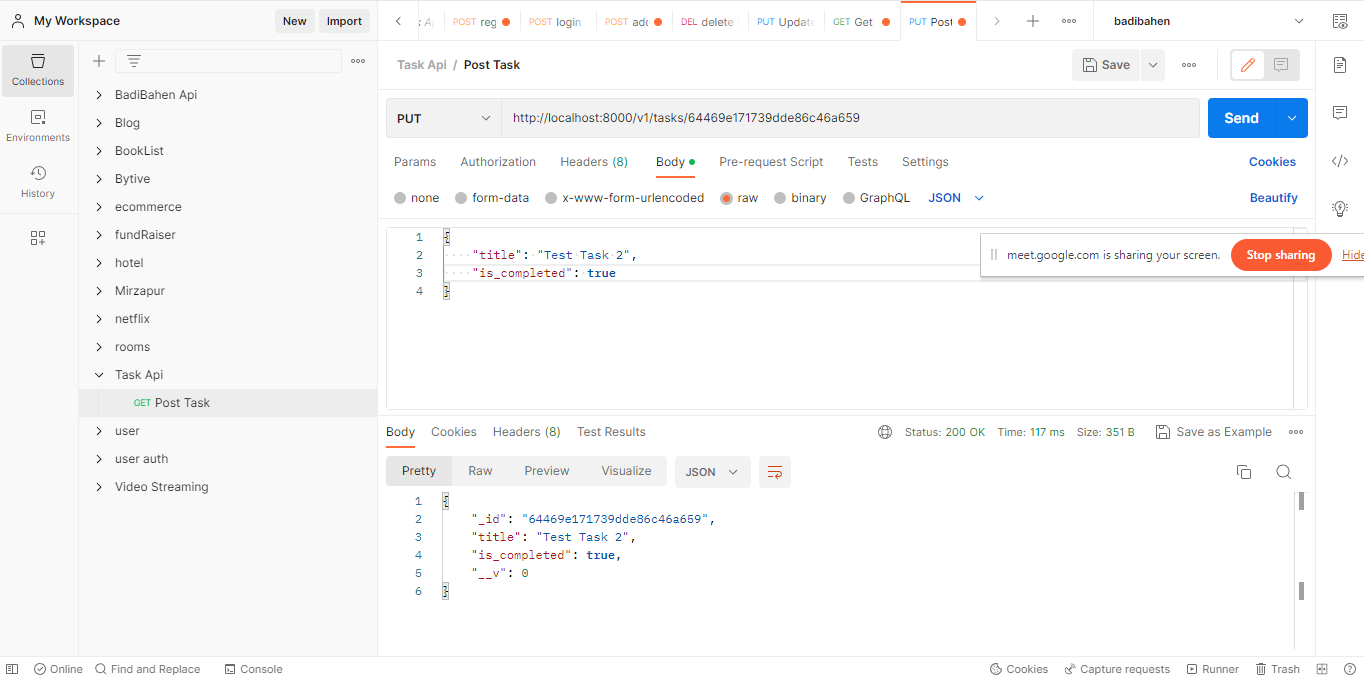 My Workspace New Import
POST reg POST login POST add DEL delete PUT Update GET Get PUT Post badibahen
Collections
Environments
History
BadiBahen Api
Blog
BookList
Bytive
ecommerce
fundRaiser
hotel
Mirzapur
netflix
rooms
Task Api
GET Post Task
user
user auth
Video Streaming
Task Api / Post Task Save
PUT http://localhost:8000/v1/tasks/64469e171739dde86c46a659 Send
Params Authorization Headers (8) Body Pre-request Script Tests Settings Cookies
none form-data x-www-form-urlencoded raw binary GraphQL JSON Beautify
1 {
2 "title": "Test Task 2",
3 "is_completed": true
4 }
meet.google.com is sharing your screen. Stop sharing Hide
Body Cookies Headers (8) Test Results Status: 200 OK Time: 117 ms Size: 351 B Save as Example
Pretty Raw Preview Visualize JSON
1 {
2 "_id": "64469e171739dde86c46a659",
3 "title": "Test Task 2",
4 "is_completed": true,
5 "__v": 0
6 }
Online Find and Replace Console Cookies Capture requests Runner Trash